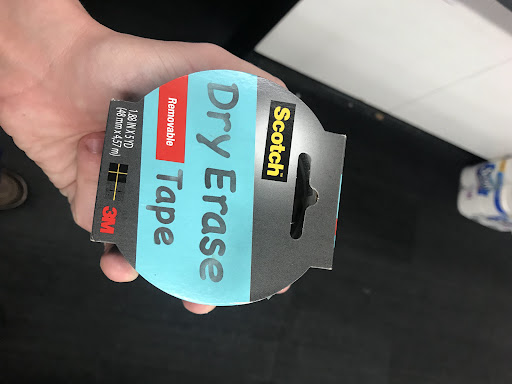 Scotch
Dry Erase
Removable
Tape
1.88 IN X 5 YD
(48 mm x 4.57 m)
3M